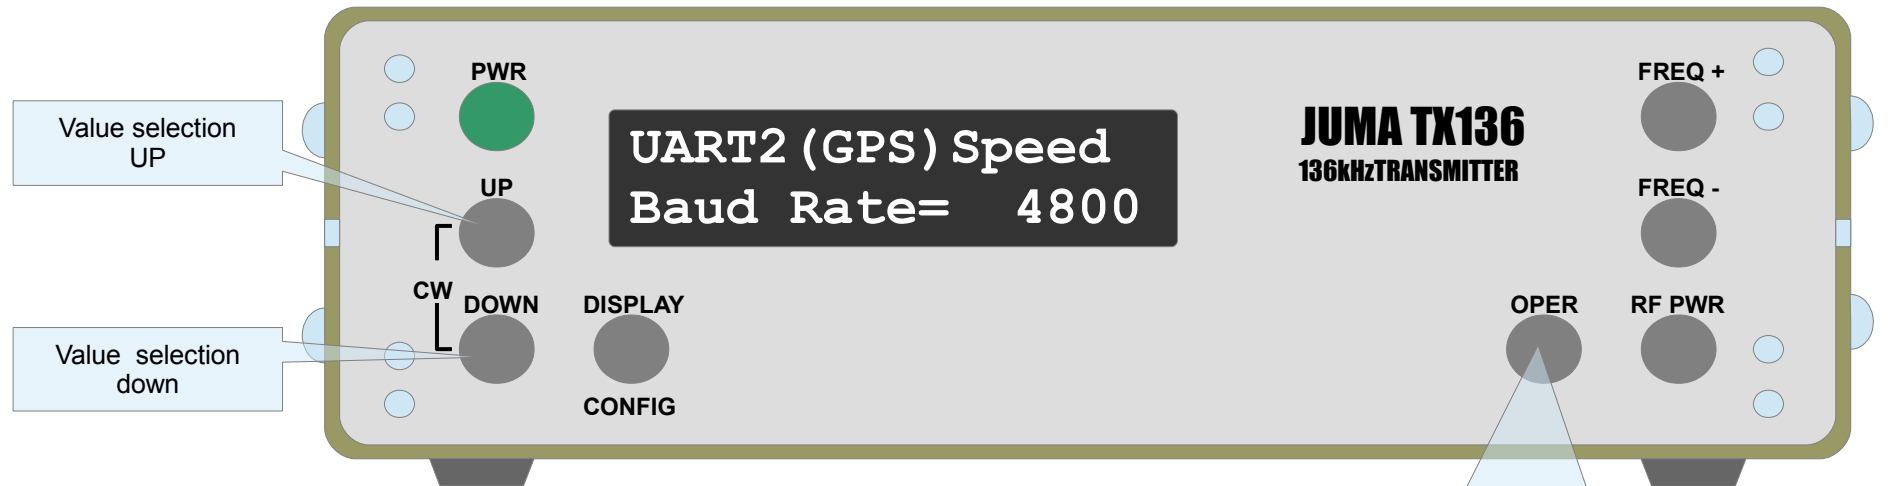 PWR
FREQ +
Value selection
UP
UART2(GPS)Speed
Baud Rate=  4800
JUMA TX136
136kHzTRANSMITTER
UP
FREQ -
CW
DOWN
DISPLAY
OPER
RF PWR
Value  selection
down
CONFIG